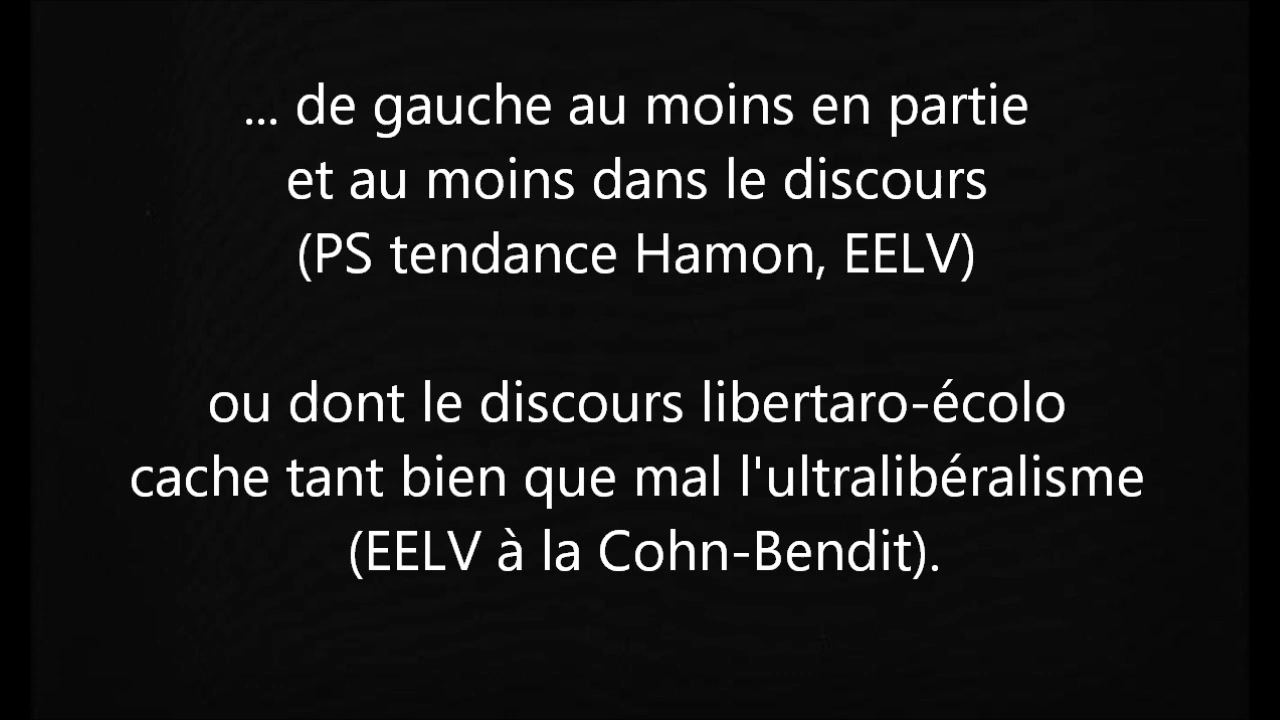 ... de gauche au moins en partie
et au moins dans le discours
(PS tendance Hamon, EELV)
ou dont le discours libertaro-écolo
cache tant bien que mal l'ultralibéralisme
(EELV à la Cohn-Bendit).